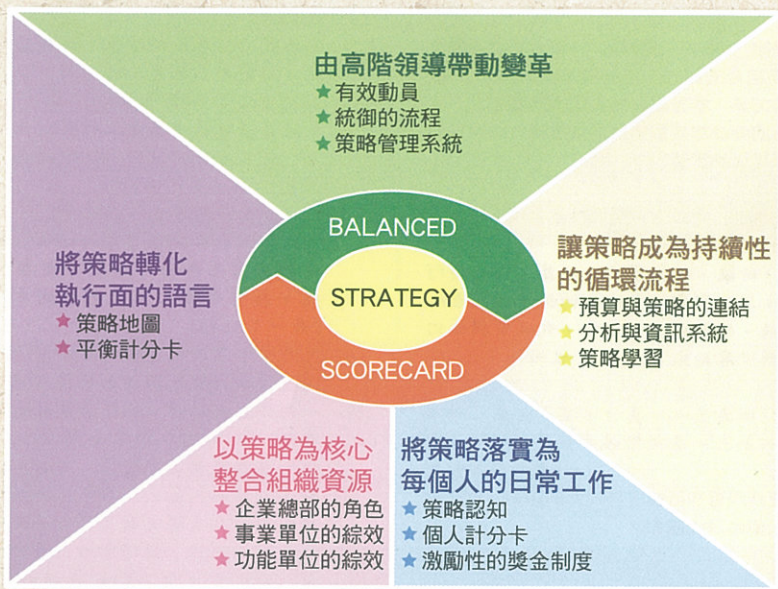 由高階領導帶動變革
★有效動員
★統御的流程
★策略管理系統
將策略轉化
執行面的語言
★策略地圖
★平衡計分卡
BALANCED
STRATEGY
SCORECARD
讓策略成為持續性
的循環流程
★預算與策略的連結
★分析與資訊系統
★策略學習
以策略為核心
整合組織資源
★企業總部的角色
★事業單位的綜效
★功能單位的綜效
將策略落實為
每個人的日常工作
★策略認知
★個人計分卡
★激勵性的獎金制度